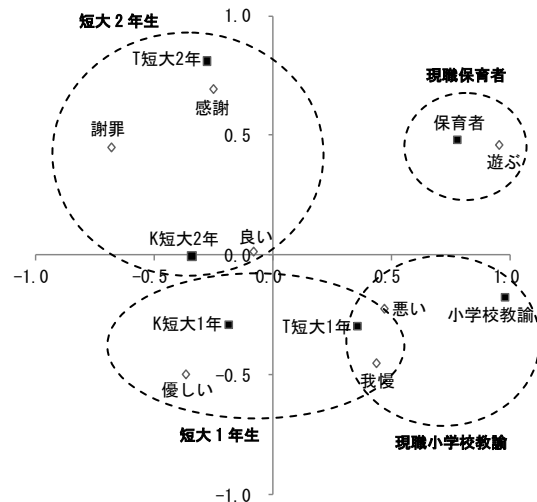 1.0
短大２年生
T短大2年
現職保育者
感謝
謝罪
0.5
保育者
遊ぶ
K短大2年
良い
0.0
-1.0
-0.5
0.0
0.5
1.0
悪い
小学校教諭
K短大1年
T短大1年
優しい
-0.5
我慢
短大１年生
現職小学校教諭
-1.0